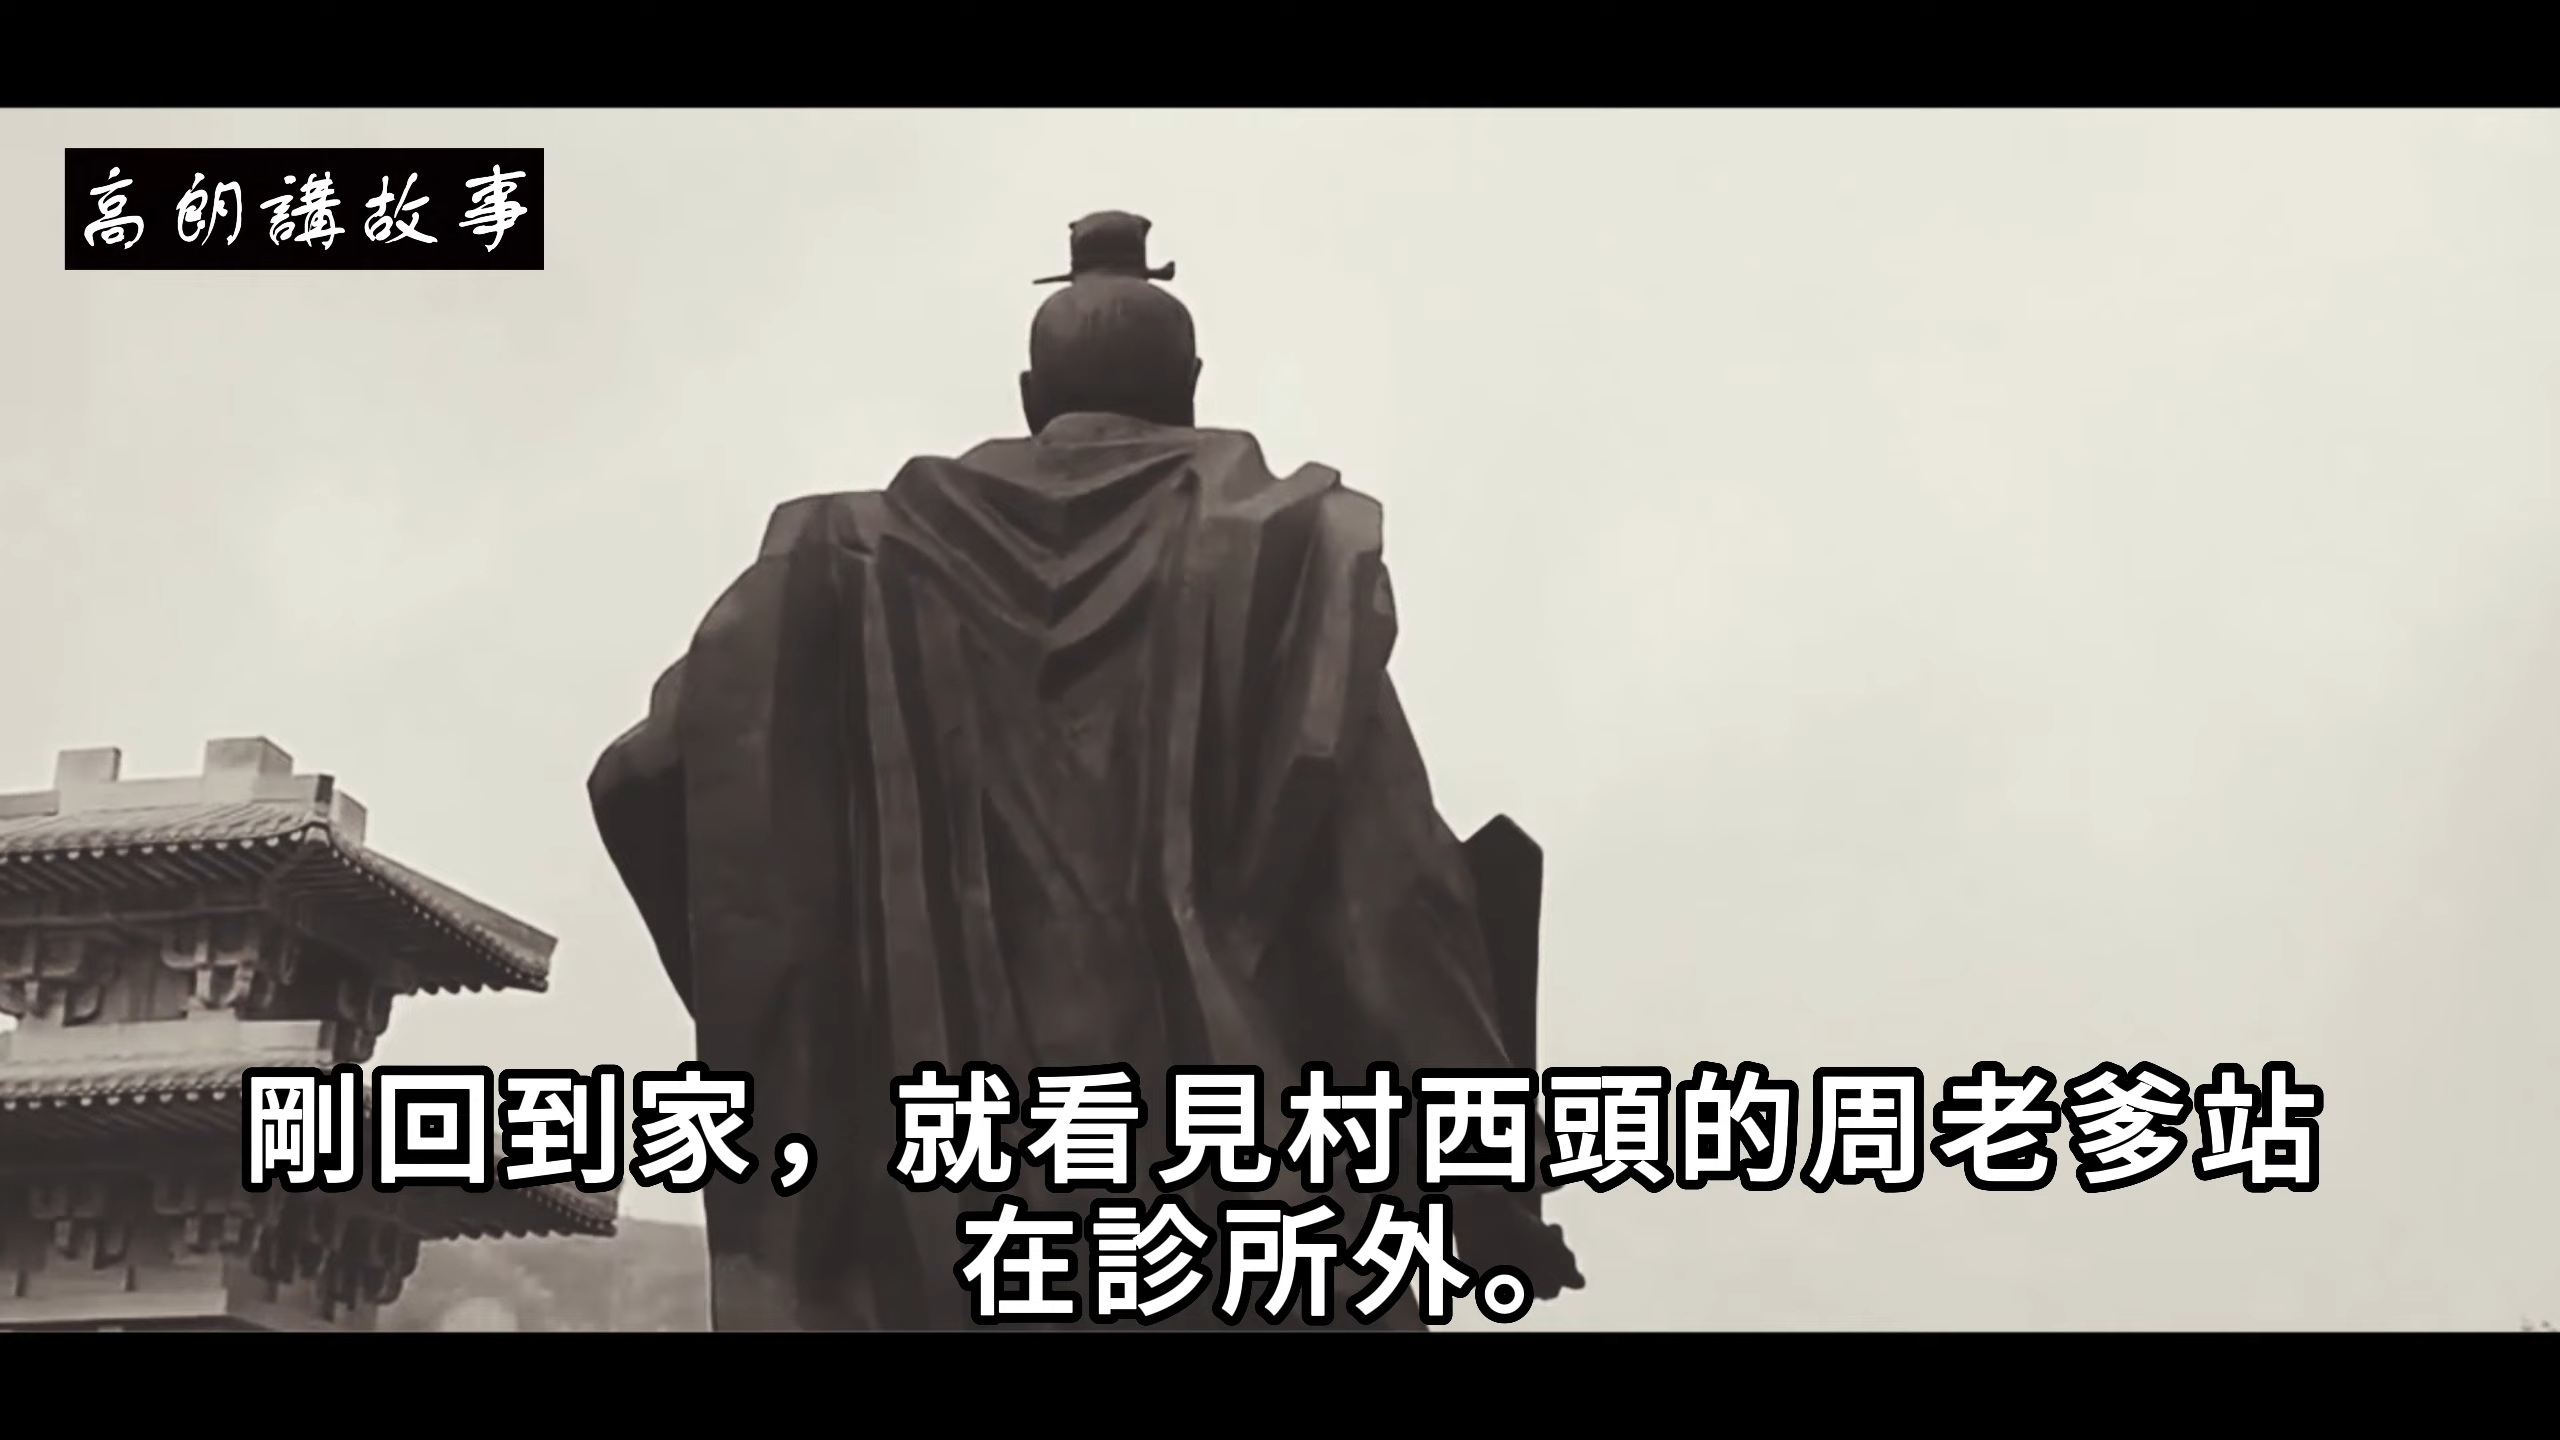 高朗講故事
剛回到家，就看見村西頭的周老爹站
在診所外。